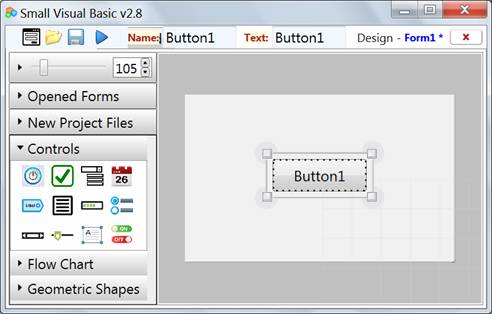 Small Visual Basic v2.8
Name: Button1 Text: Button1 Design - Form1 * x
105
Opened Forms
New Project Files
Controls
26
Label
Button1
A
ON
OFF
Flow Chart
Geometric Shapes